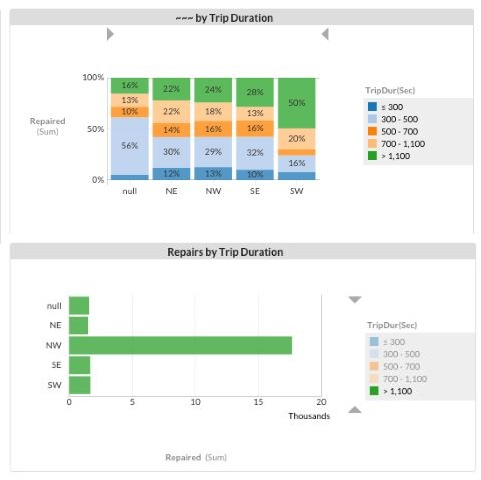 ~~~ by Trip Duration
100%
50%
0%
Repaired
(Sum)
16%
13%
10%
56%
22%
22%
14%
30%
12%
24%
18%
16%
29%
13%
28%
13%
16%
32%
10%
50%
20%
16%
null
NE
NW
SE
SW
TripDur(Sec)
≤ 300
300 - 500
500 - 700
700 - 1,100
> 1,100
Repairs by Trip Duration
null
NE
NW
SE
SW
0
5
10
15
20
Thousands
Repaired (Sum)
TripDur(Sec)
≤ 300
300 - 500
500 - 700
700 - 1,100
> 1,100